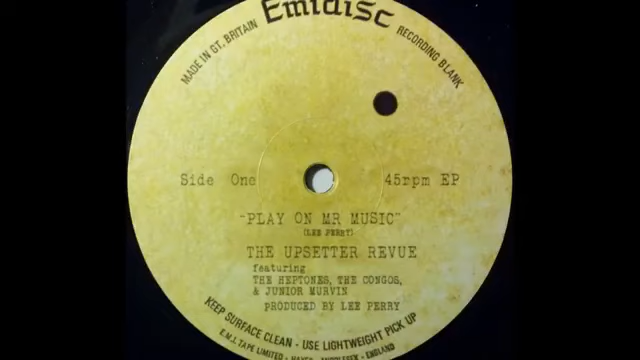 Emidisc
MADE IN GT. BRITAIN
RECORDING BLANK
Side One
45rpm EP
"PLAY ON MR MUSIC"
(LEE PERRY)
THE UPSETTER REVUE
featuring
THE HEPTONES, THE CONGOS,
& JUNIOR MURVIN
PRODUCED BY LEE PERRY
KEEP SURFACE CLEAN - USE LIGHTWEIGHT PICK UP
E.M.I. TAPE LIMITED - HAYES - MIDDLESEX - ENGLAND